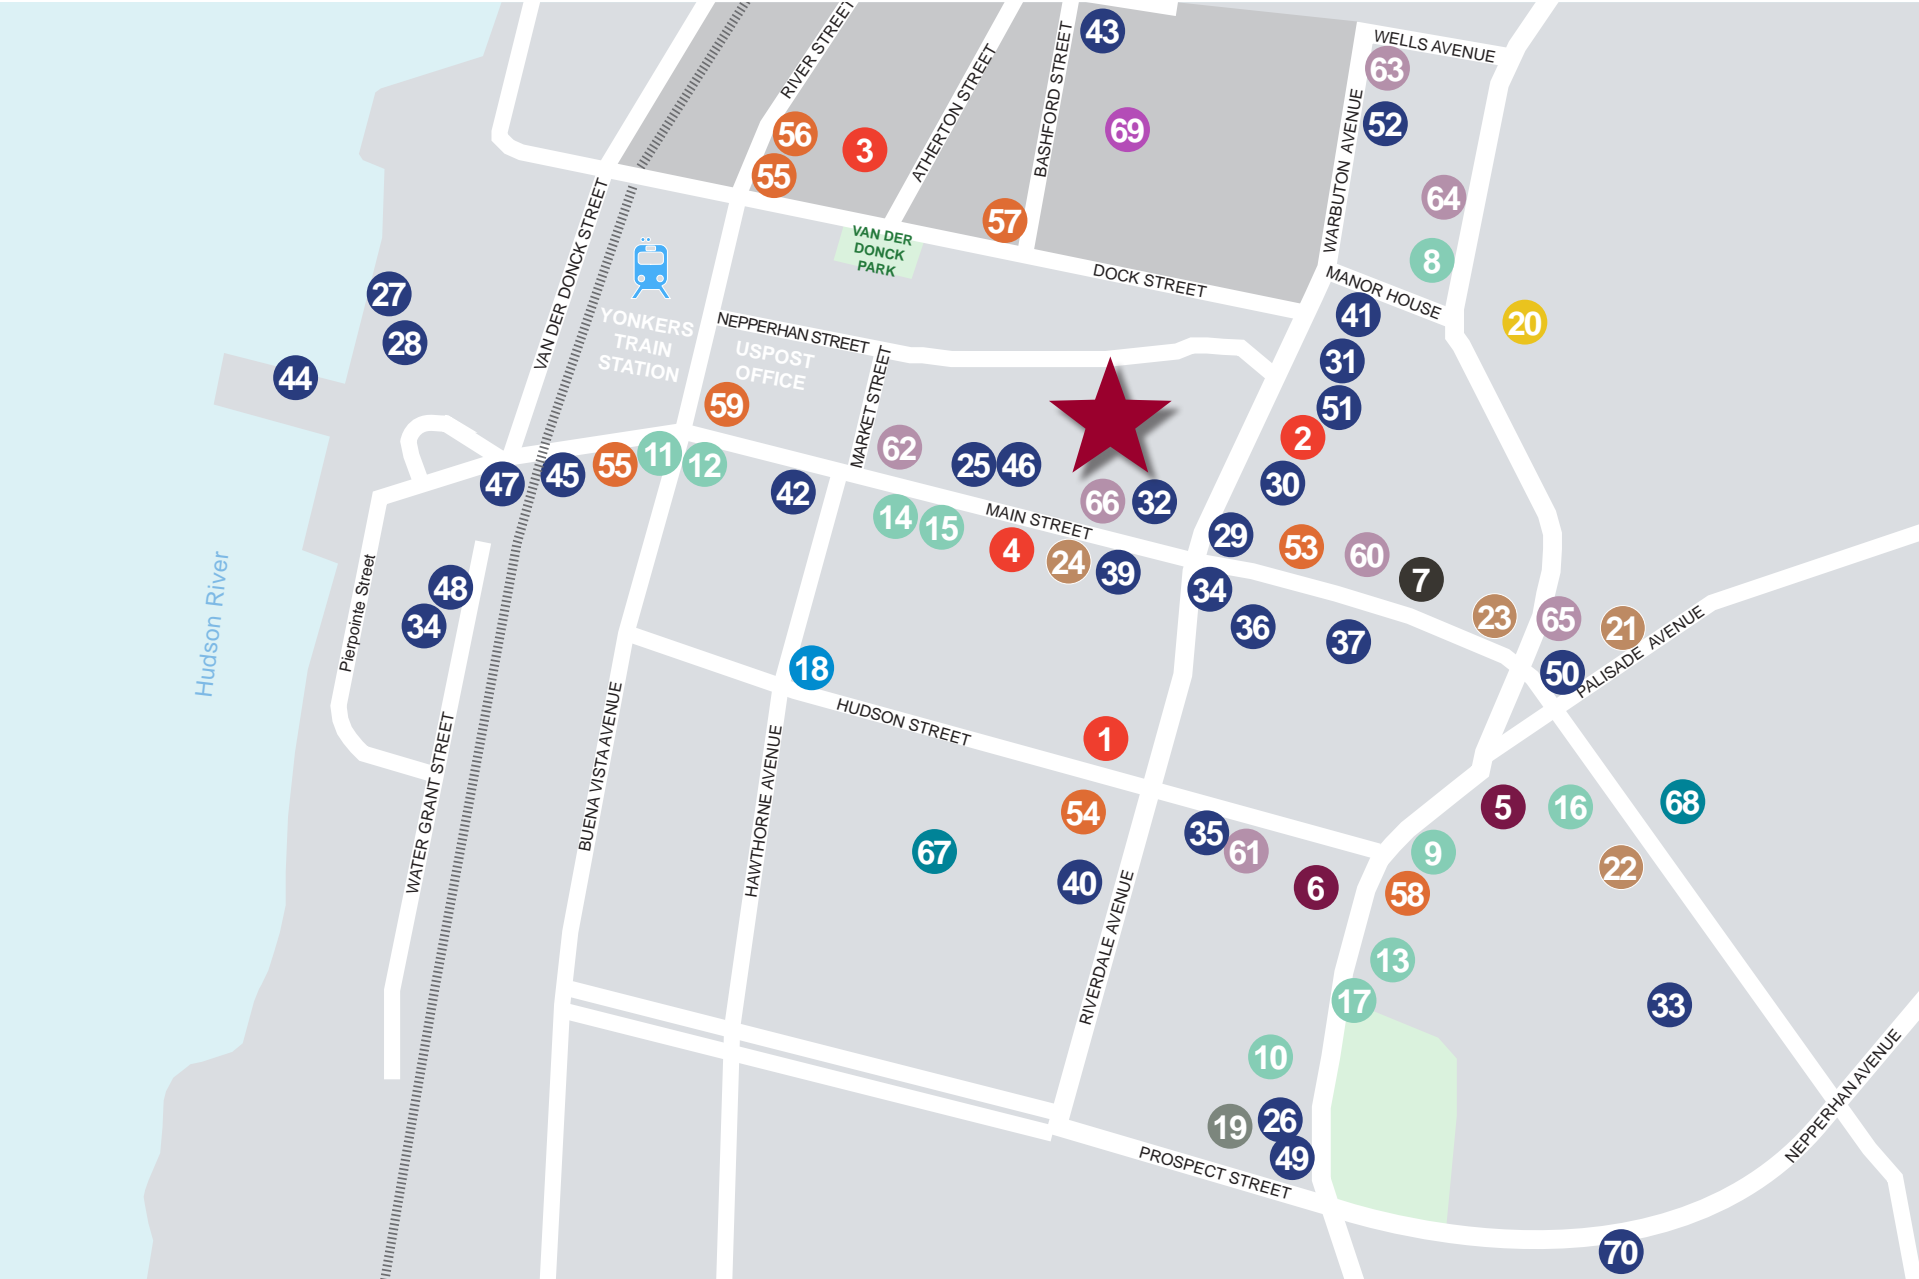 43
WELLS AVENUE
63
RIVER STREET
ATHERTON STREET
BASHFORD STREET
WARBUTON AVENUE
56
3
69
52
55
57
64
VAN DER
DONCK
PARK
8
DOCK STREET
MANOR HOUSE
VAN DER DONCK STREET
27
28
44
YONKERS
TRAIN
STATION
NEPPERHAN STREET
USPOST
OFFICE
MARKET STREET
41
20
31
51
59
2
62
25
46
47
45
55
11
12
42
30
66
32
14
15
MAIN STREET
4
24
39
29
53
60
7
34
36
37
23
65
21
50
PALISADE AVENUE
Hudson River
Pierpointe Street
48
34
18
HUDSON STREET
1
WATER GRANT STREET
BUENA VISTA AVENUE
HAWTHORNE AVENUE
54
67
40
35
61
6
5
16
68
9
22
58
RIVERDALE AVENUE
13
17
33
10
19
26
49
PROSPECT STREET
NEPPERHAN AVENUE
70